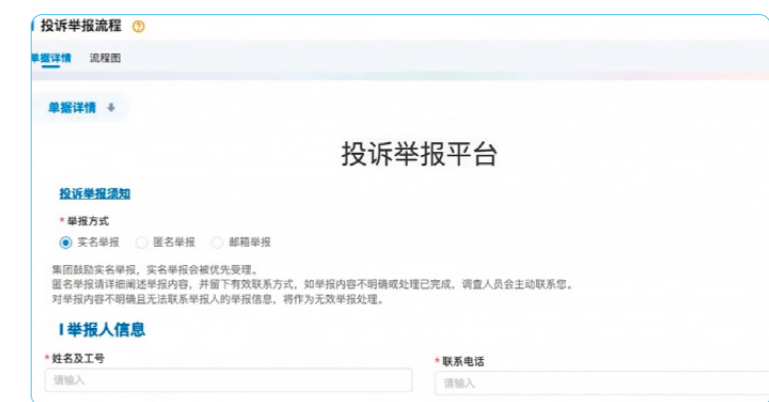 投诉举报流程
单据详情 流程图
单据详情
投诉举报平台
投诉举报须知
* 举报方式
实名举报 匿名举报 邮箱举报
集团鼓励实名举报，实名举报会被优先受理。
匿名举报请详细阐述举报内容，并留下有效联系方式，如举报内容不明确或处理已完成，调查人员会主动联系您。
对举报内容不明确且无法联系举报人的举报信息，将作为无效举报处理。
举报人信息
* 姓名及工号 * 联系电话
请输入 请输入